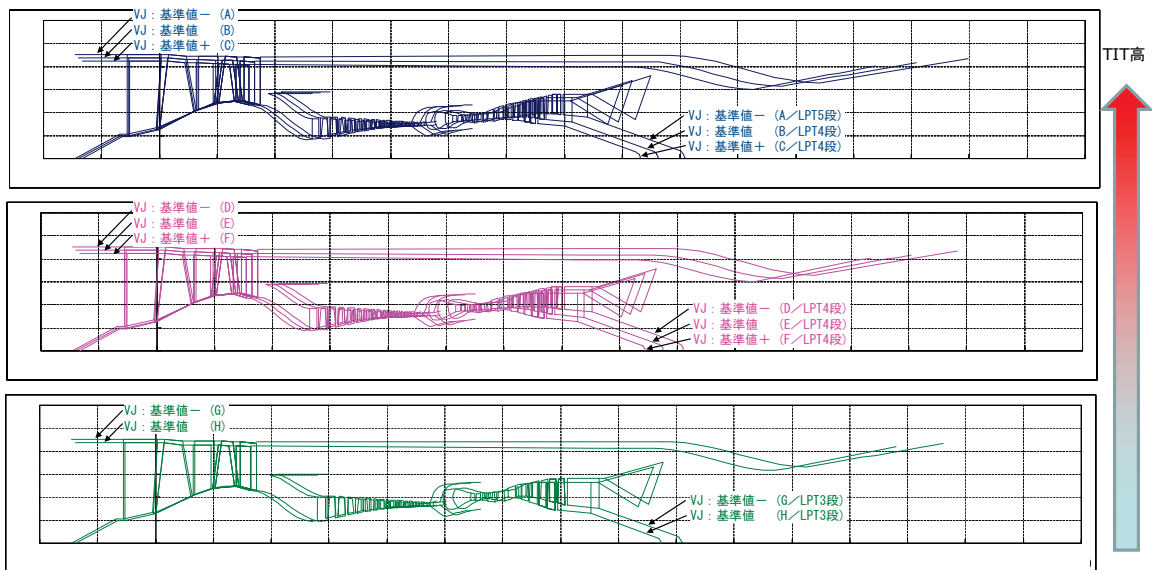 VJ：基準値－ (A)
VJ：基準値 (B)
VJ：基準値＋ (C)
TIT高
VJ：基準値－ (A／LPT5段)
VJ：基準値 (B／LPT4段)
VJ：基準値＋ (C／LPT4段)
VJ：基準値－ (D)
VJ：基準値 (E)
VJ：基準値＋ (F)
VJ：基準値－ (D／LPT4段)
VJ：基準値 (E／LPT4段)
VJ：基準値＋ (F／LPT4段)
VJ：基準値－ (G)
VJ：基準値 (H)
VJ：基準値－ (G／LPT3段)
VJ：基準値 (H／LPT3段)